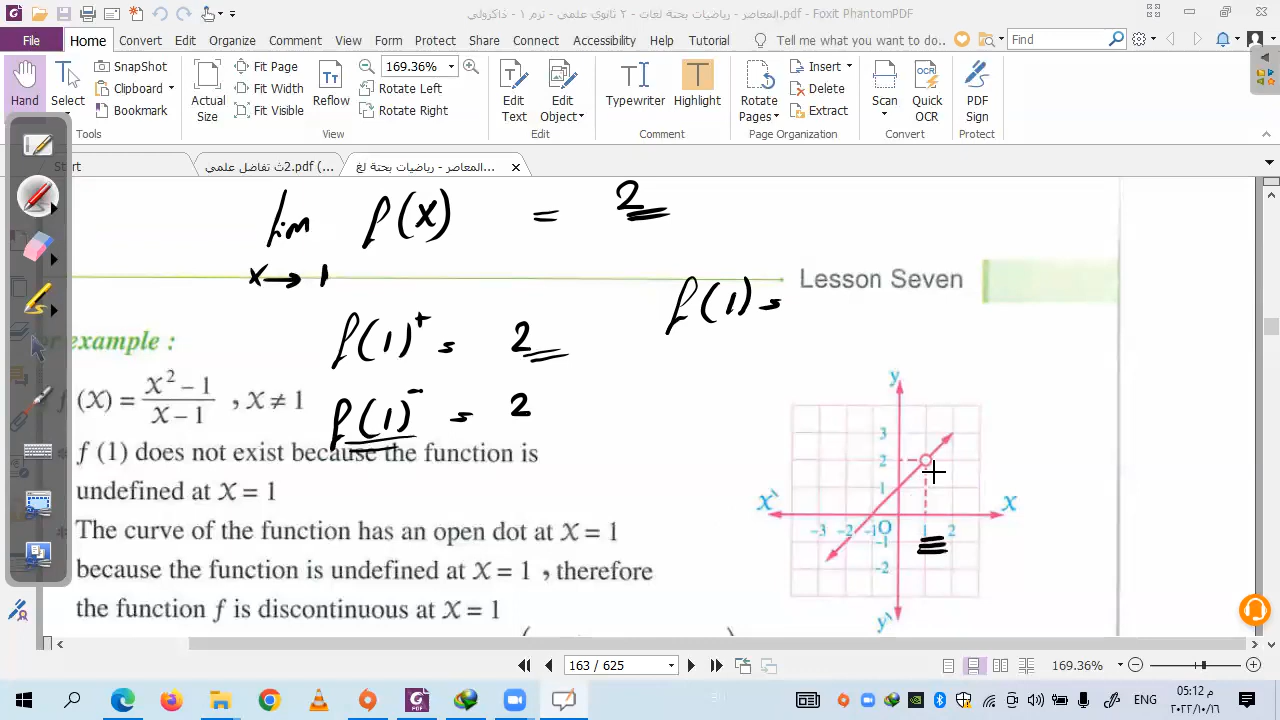 المعاصر - رياضيات بحتة لغات - ٢ ثانوي علمي - ترم ١ - ذاكرولي.pdf - Foxit PhantomPDF
File Home Convert Edit Organize Comment View Form Protect Share Connect Accessibility Help Tutorial Tell me what you want to do.. Find
Hand
Select
SnapShot
Clipboard
Bookmark
Actual Size
Fit Page
Fit Width
Fit Visible
Reflow
169.36%
Rotate Left
Rotate Right
Edit Text
Edit Object
Typewriter
Highlight
Rotate Pages
Insert
Delete
Extract
Scan
Quick OCR
PDF Sign
Tools View Edit Comment Page Organization Convert Protect
Start
2ث تفاضل علمي.pdf (...
المعاصر - رياضيات بحتة لغ...
lim f(x) = 2
x → 1
Lesson Seven
f(1) =
f(1)⁺ = 2
f(1)⁻ = 2
example :
(X) = X² − 1 / X − 1 , X ≠ 1
f (1) does not exist because the function is
undefined at X = 1
The curve of the function has an open dot at X = 1
because the function is undefined at X = 1 , therefore
the function f is discontinuous at X = 1
y
3
2
1
x` x
-3 -2 -1 O 1 2
-1
-2
y`
163 / 625
169.36%
ENG
م 05:12
٢٠٢٢/١٠/١٦